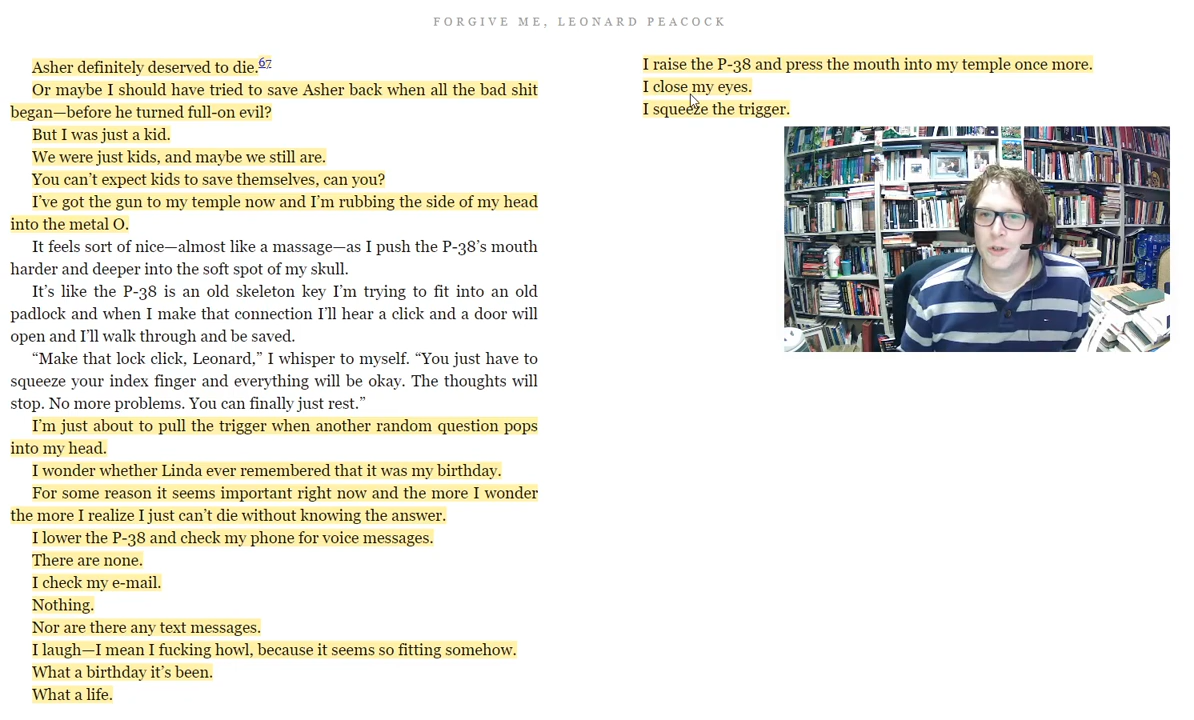 FORGIVE ME, LEONARD PEACOCK
Asher definitely deserved to die.67
Or maybe I should have tried to save Asher back when all the bad shit
began—before he turned full-on evil?
But I was just a kid.
We were just kids, and maybe we still are.
You can’t expect kids to save themselves, can you?
I’ve got the gun to my temple now and I’m rubbing the side of my head
into the metal O.
It feels sort of nice—almost like a massage—as I push the P-38’s mouth
harder and deeper into the soft spot of my skull.
It’s like the P-38 is an old skeleton key I’m trying to fit into an old
padlock and when I make that connection I’ll hear a click and a door will
open and I’ll walk through and be saved.
“Make that lock click, Leonard,” I whisper to myself. “You just have to
squeeze your index finger and everything will be okay. The thoughts will
stop. No more problems. You can finally just rest.”
I’m just about to pull the trigger when another random question pops
into my head.
I wonder whether Linda ever remembered that it was my birthday.
For some reason it seems important right now and the more I wonder
the more I realize I just can’t die without knowing the answer.
I lower the P-38 and check my phone for voice messages.
There are none.
I check my e-mail.
Nothing.
Nor are there any text messages.
I laugh—I mean I fucking howl, because it seems so fitting somehow.
What a birthday it’s been.
What a life.
I raise the P-38 and press the mouth into my temple once more.
I close my eyes.
I squeeze the trigger.